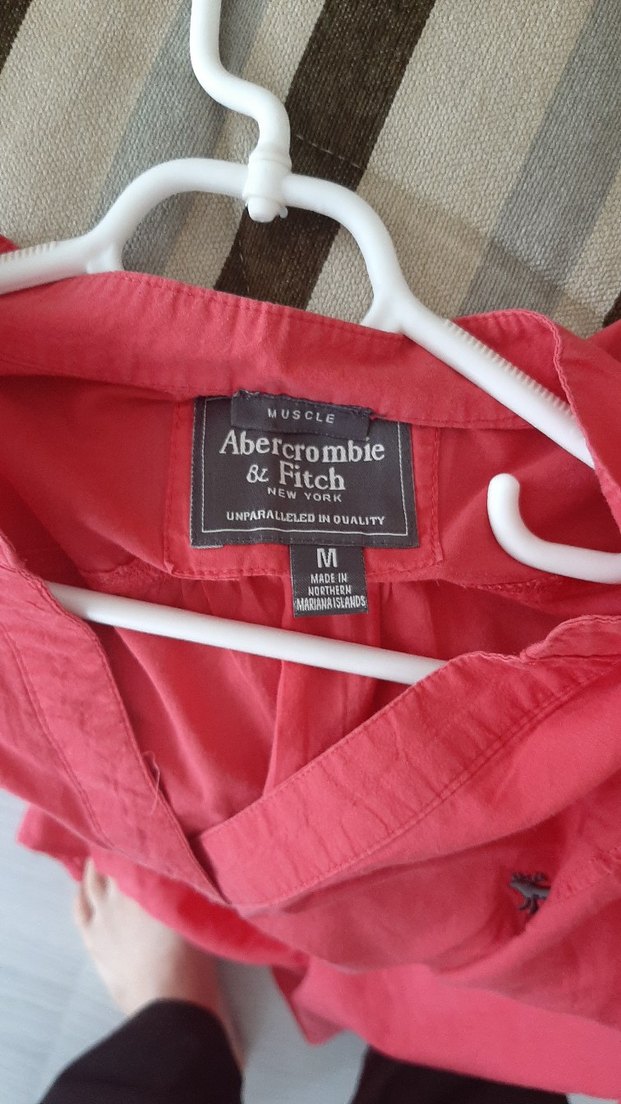 MUSCLE
Abercrombie
& Fitch
NEW YORK
UNPARALLELED IN QUALITY
M
MADE IN
NORTHERN
MARIANA ISLANDS